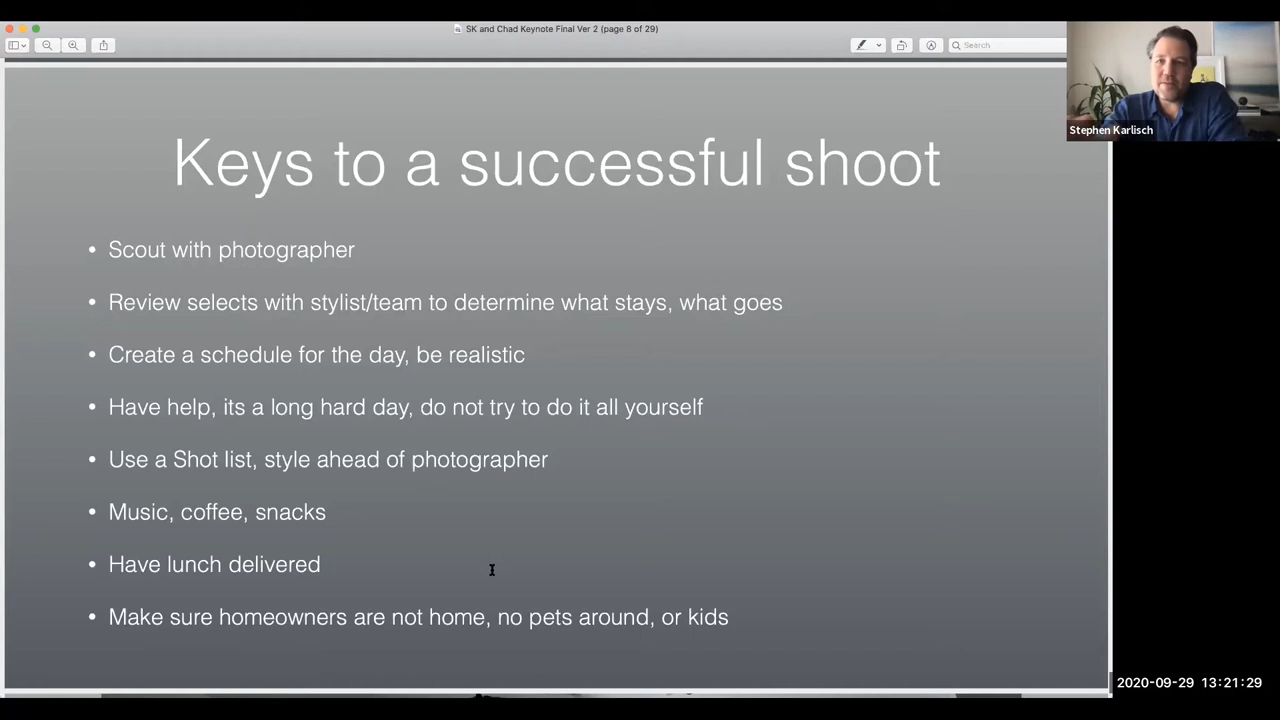 SK and Chad Keynote Final Ver 2 (page 8 of 29)
Search
Stephen Karlisch
Keys to a successful shoot
• Scout with photographer
• Review selects with stylist/team to determine what stays, what goes
• Create a schedule for the day, be realistic
• Have help, its a long hard day, do not try to do it all yourself
• Use a Shot list, style ahead of photographer
• Music, coffee, snacks
• Have lunch delivered
• Make sure homeowners are not home, no pets around, or kids
2020-09-29 13:21:29